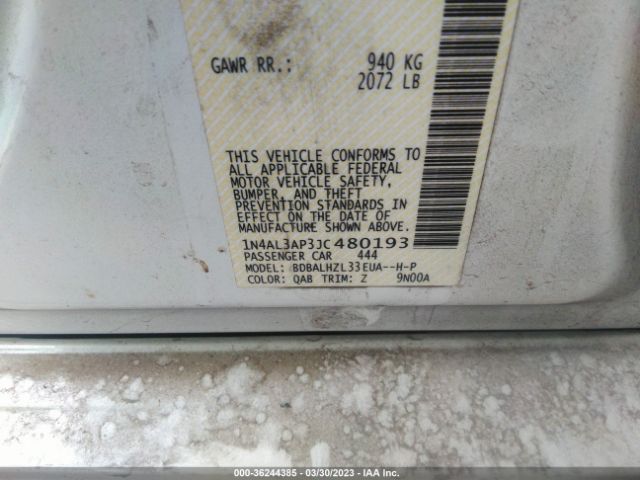 GAWR RR.: 940 KG
2072 LB
THIS VEHICLE CONFORMS TO
ALL APPLICABLE FEDERAL
MOTOR VEHICLE SAFETY,
BUMPER, AND THEFT
PREVENTION STANDARDS IN
EFFECT ON THE DATE OF
MANUFACTURE SHOWN ABOVE.
1N4AL3AP3JC480193
PASSENGER CAR 444
MODEL: BDBALHZL33EUA--H-P
COLOR: QAB TRIM: Z 9N00A
000-36244385 - 03/30/2023 - IAA Inc.